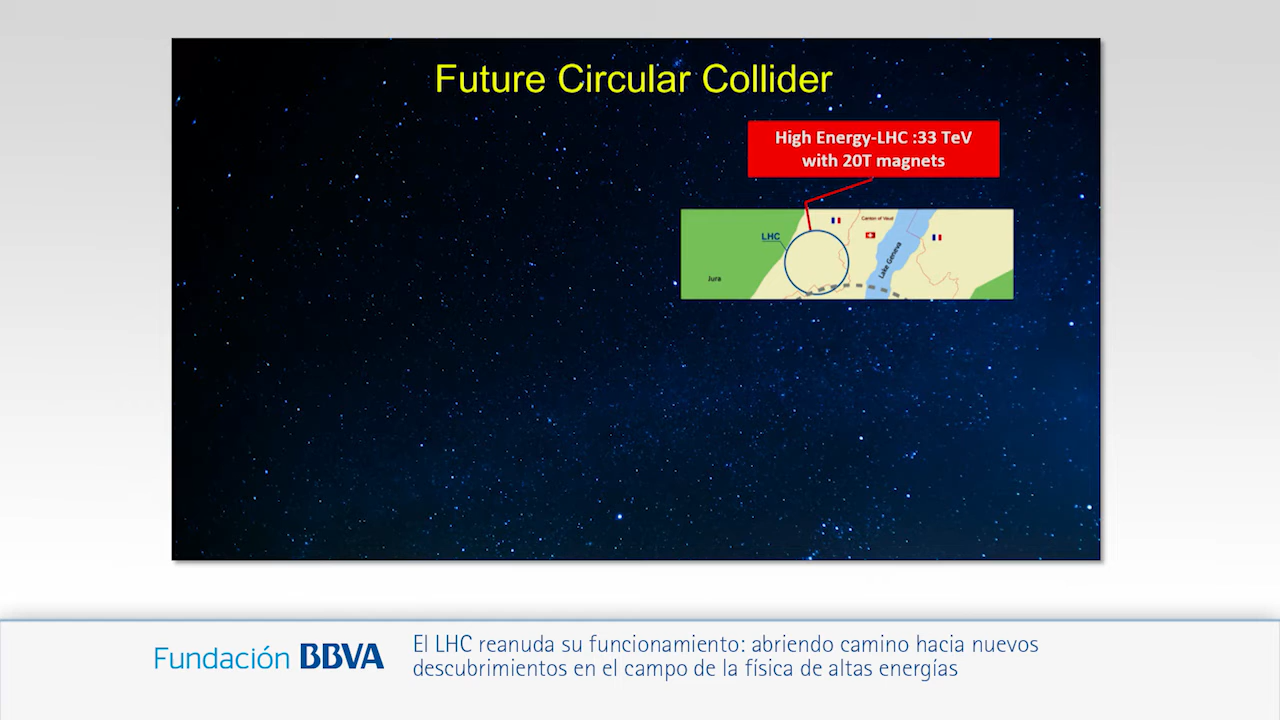 Future Circular Collider
High Energy-LHC :33 TeV
with 20T magnets
Canton of Vaud
LHC
Lake Geneva
Jura
Fundación BBVA
El LHC reanuda su funcionamiento: abriendo camino hacia nuevos
descubrimientos en el campo de la física de altas energías